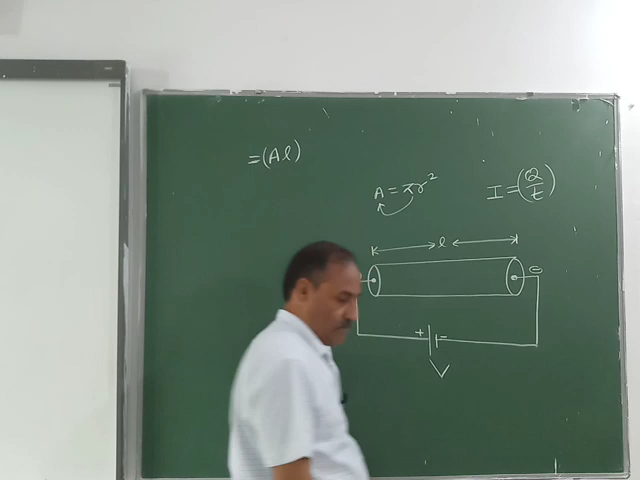 =(Al)
A = πr²
I = (Q/t)
l
⊖
+ -
V